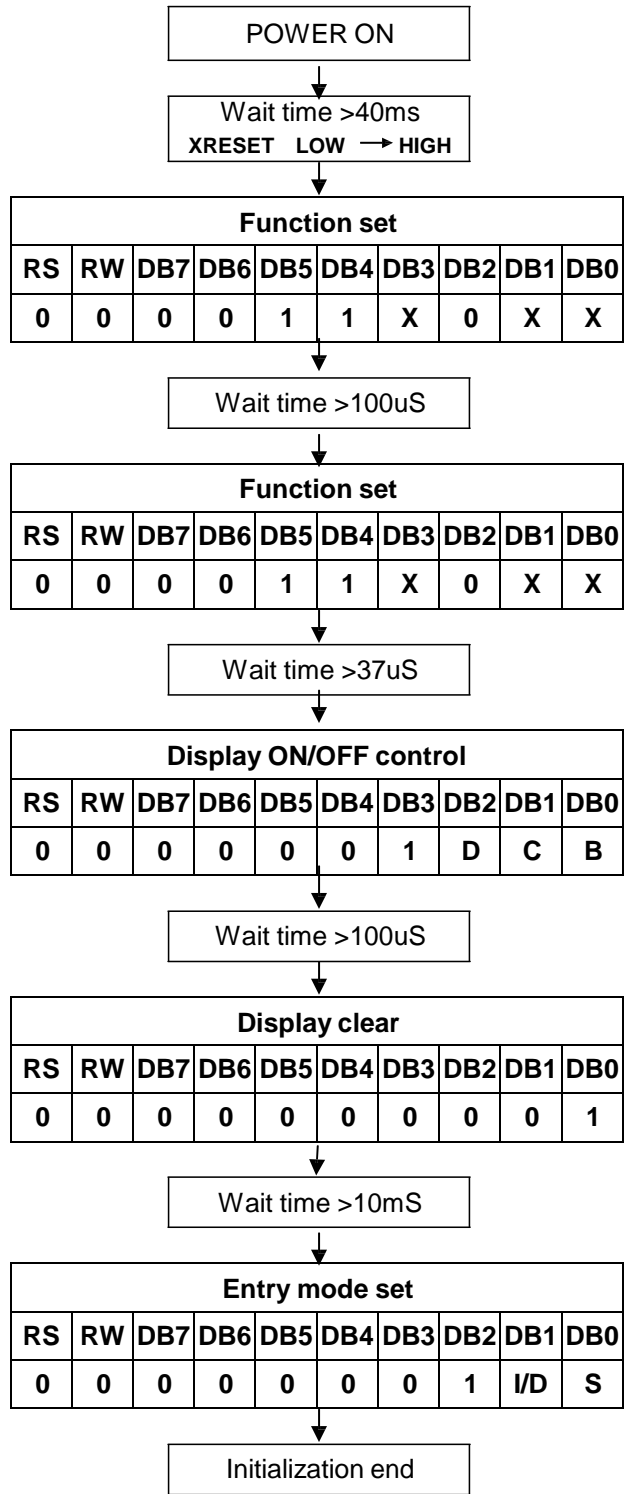 POWER ON
Wait time >40ms
XRESET LOW → HIGH
Function set
RS RW DB7 DB6 DB5 DB4 DB3 DB2 DB1 DB0
0 0 0 0 1 1 X 0 X X
Wait time >100uS
Function set
RS RW DB7 DB6 DB5 DB4 DB3 DB2 DB1 DB0
0 0 0 0 1 1 X 0 X X
Wait time >37uS
Display ON/OFF control
RS RW DB7 DB6 DB5 DB4 DB3 DB2 DB1 DB0
0 0 0 0 0 0 1 D C B
Wait time >100uS
Display clear
RS RW DB7 DB6 DB5 DB4 DB3 DB2 DB1 DB0
0 0 0 0 0 0 0 0 0 1
Wait time >10mS
Entry mode set
RS RW DB7 DB6 DB5 DB4 DB3 DB2 DB1 DB0
0 0 0 0 0 0 0 1 I/D S
Initialization end